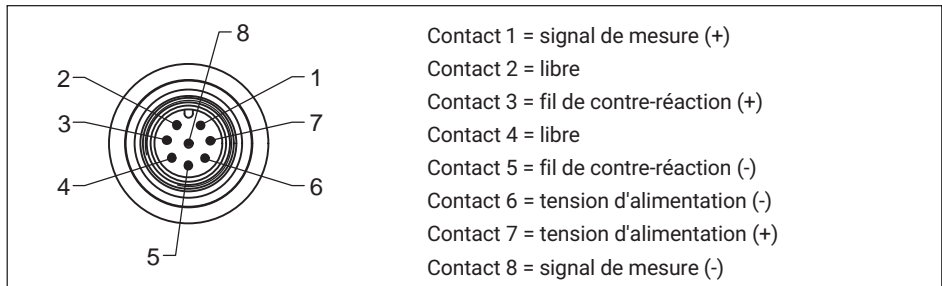 8
2
1
3
7
4
6
5
Contact 1 = signal de mesure (+)
Contact 2 = libre
Contact 3 = fil de contre-réaction (+)
Contact 4 = libre
Contact 5 = fil de contre-réaction (-)
Contact 6 = tension d'alimentation (-)
Contact 7 = tension d'alimentation (+)
Contact 8 = signal de mesure (-)